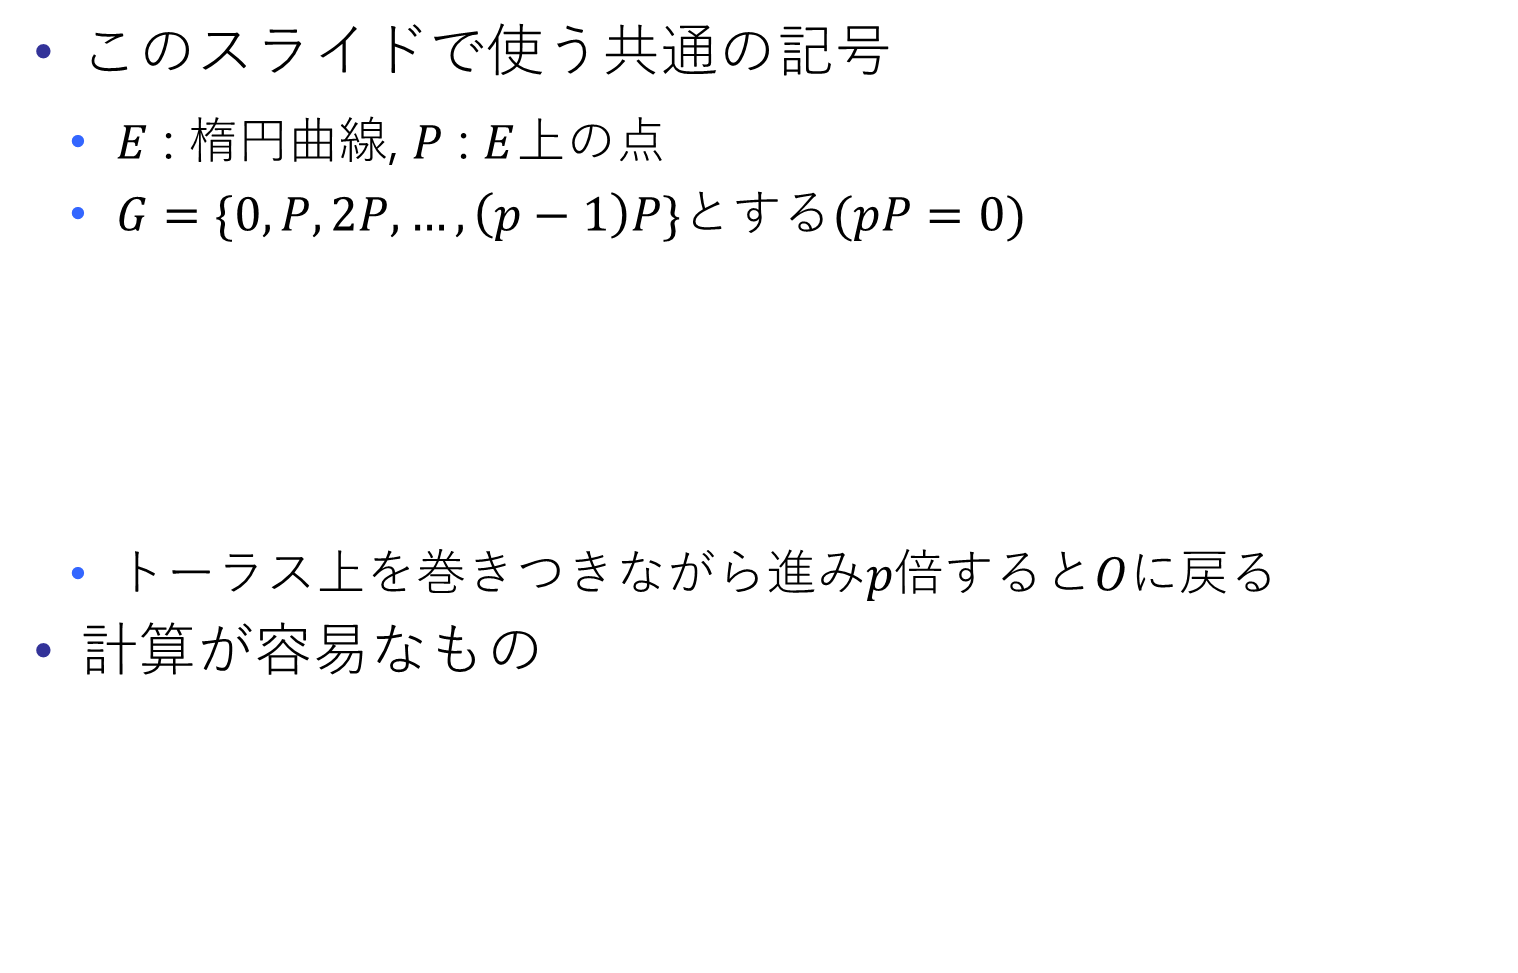 • このスライドで使う共通の記号
• E : 楕円曲線, P : E上の点
• G = {0, P, 2P, …, (p − 1)P}とする(pP = 0)
• トーラス上を巻きつきながら進みp倍するとOに戻る
• 計算が容易なもの